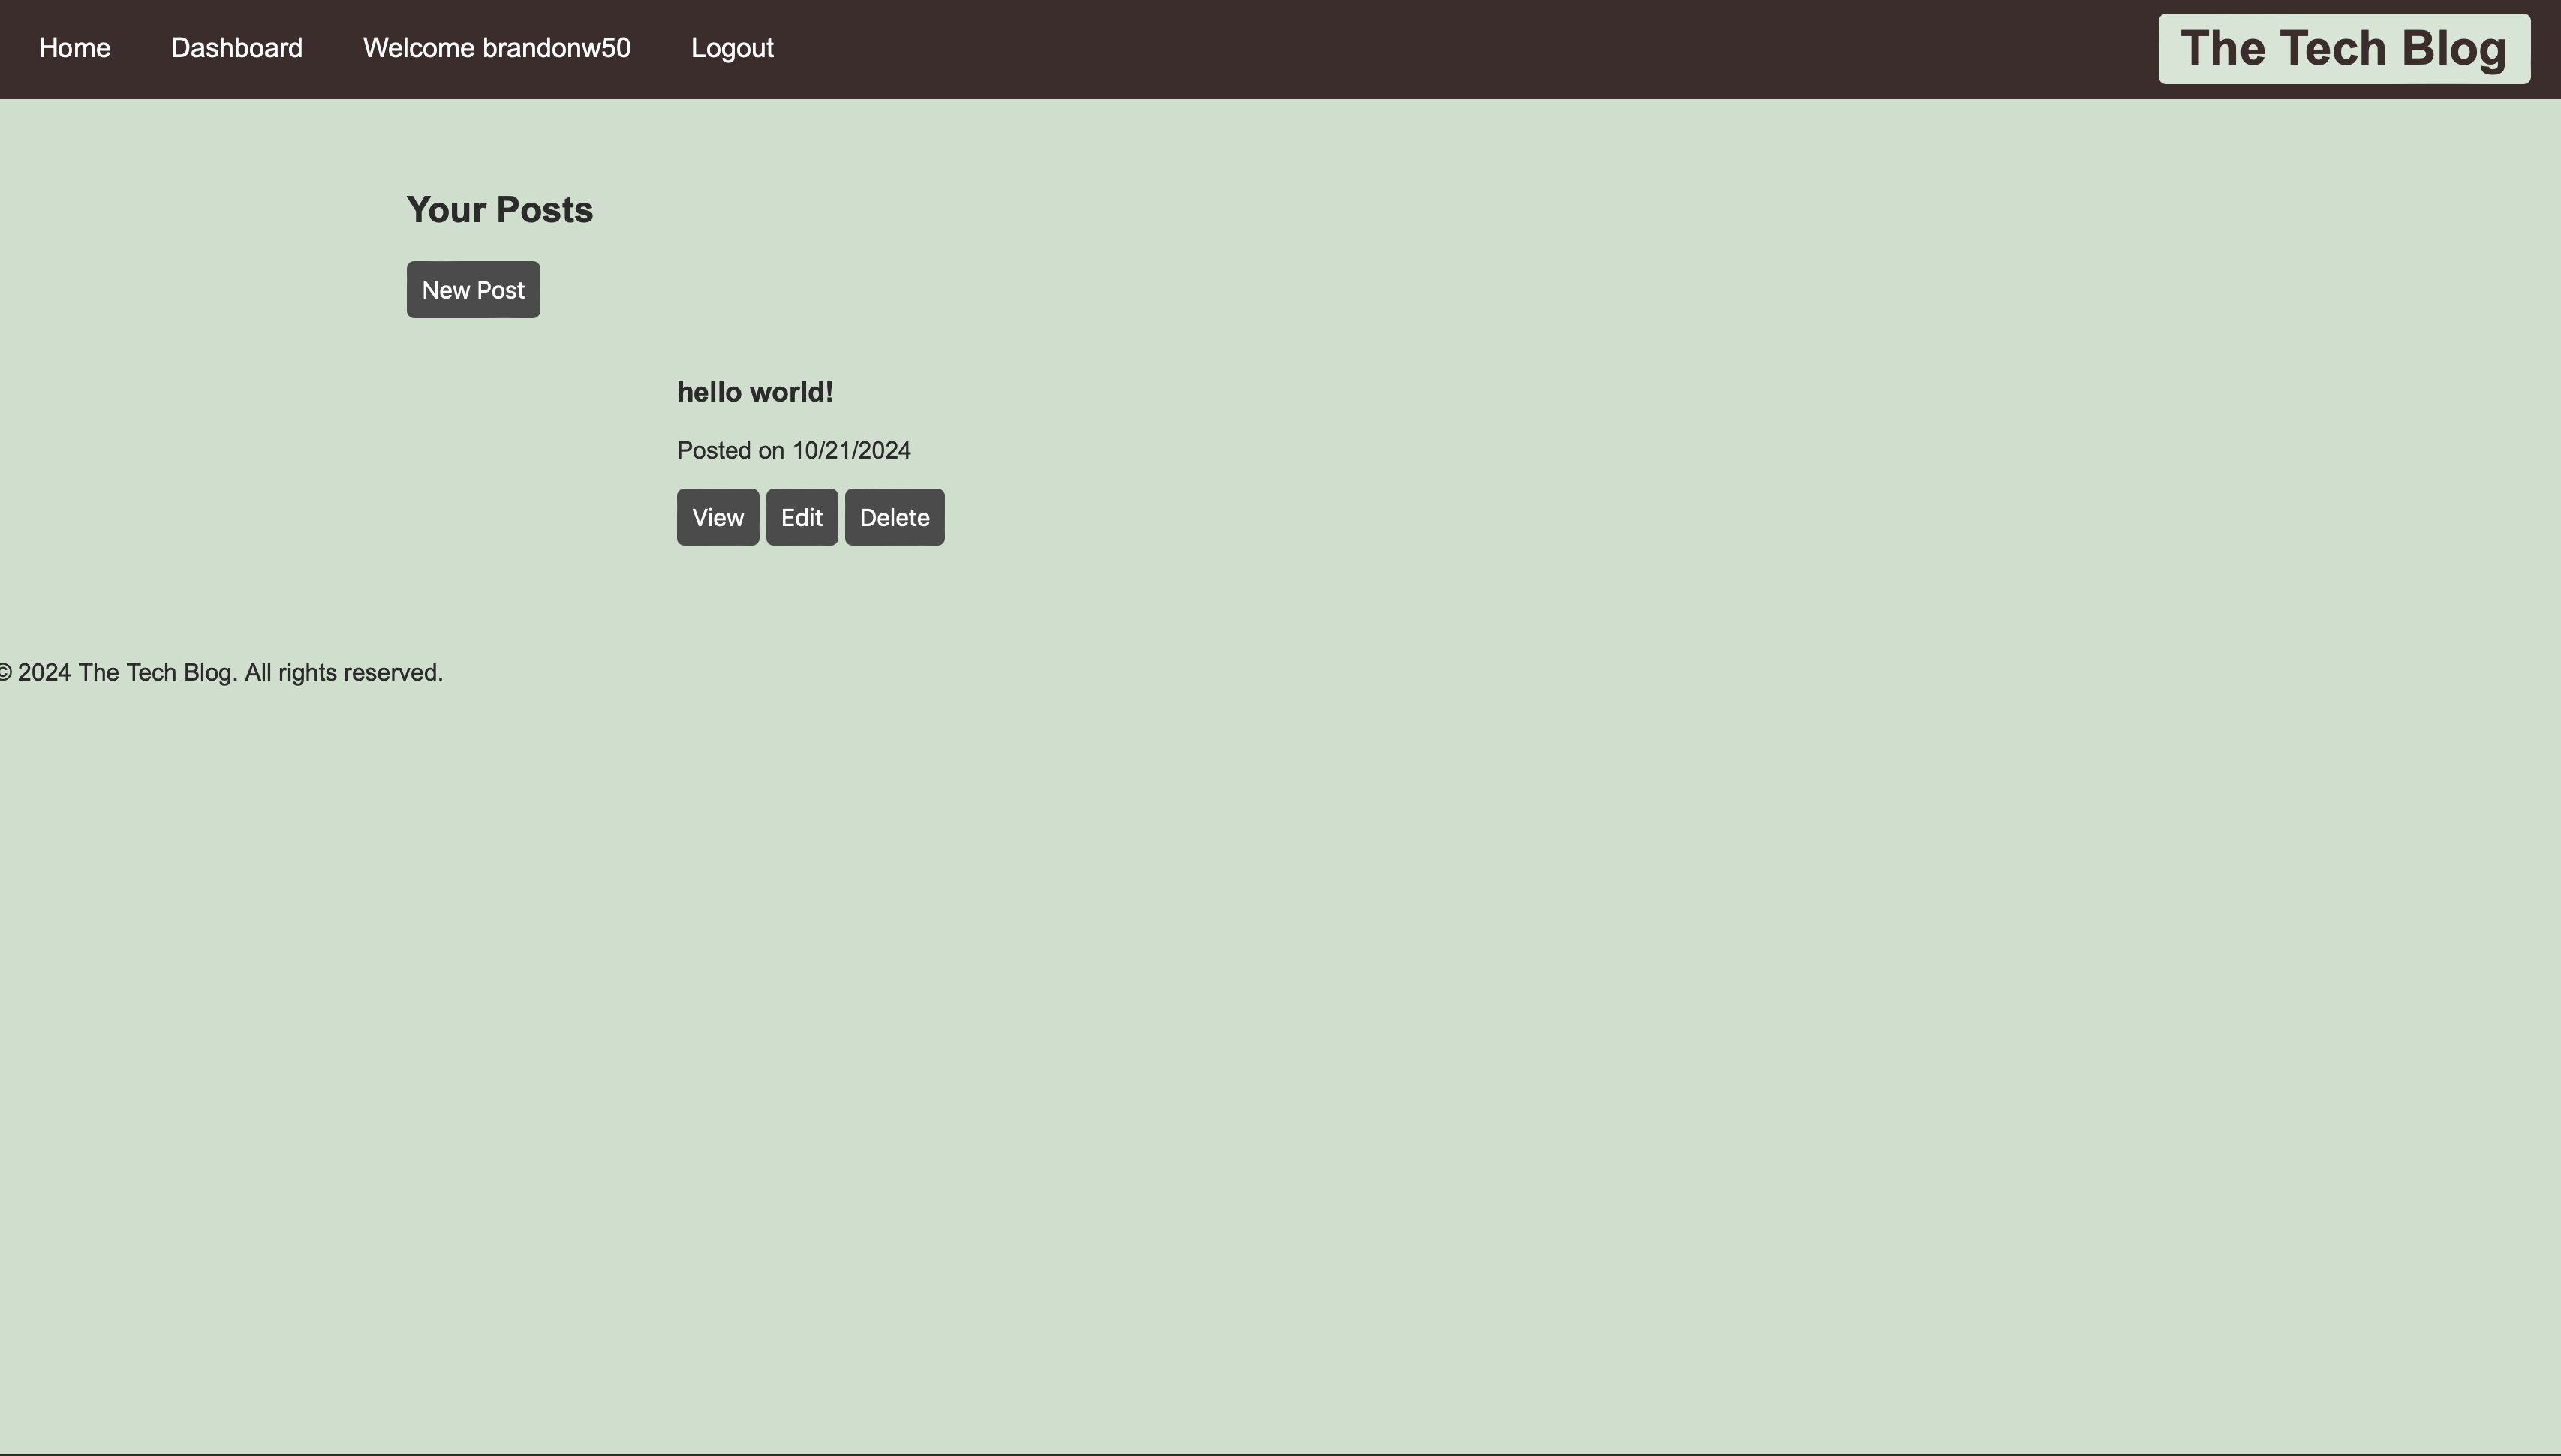 Home Dashboard Welcome brandonw50 Logout The Tech Blog
Your Posts
New Post
hello world!
Posted on 10/21/2024
View Edit Delete
© 2024 The Tech Blog. All rights reserved.